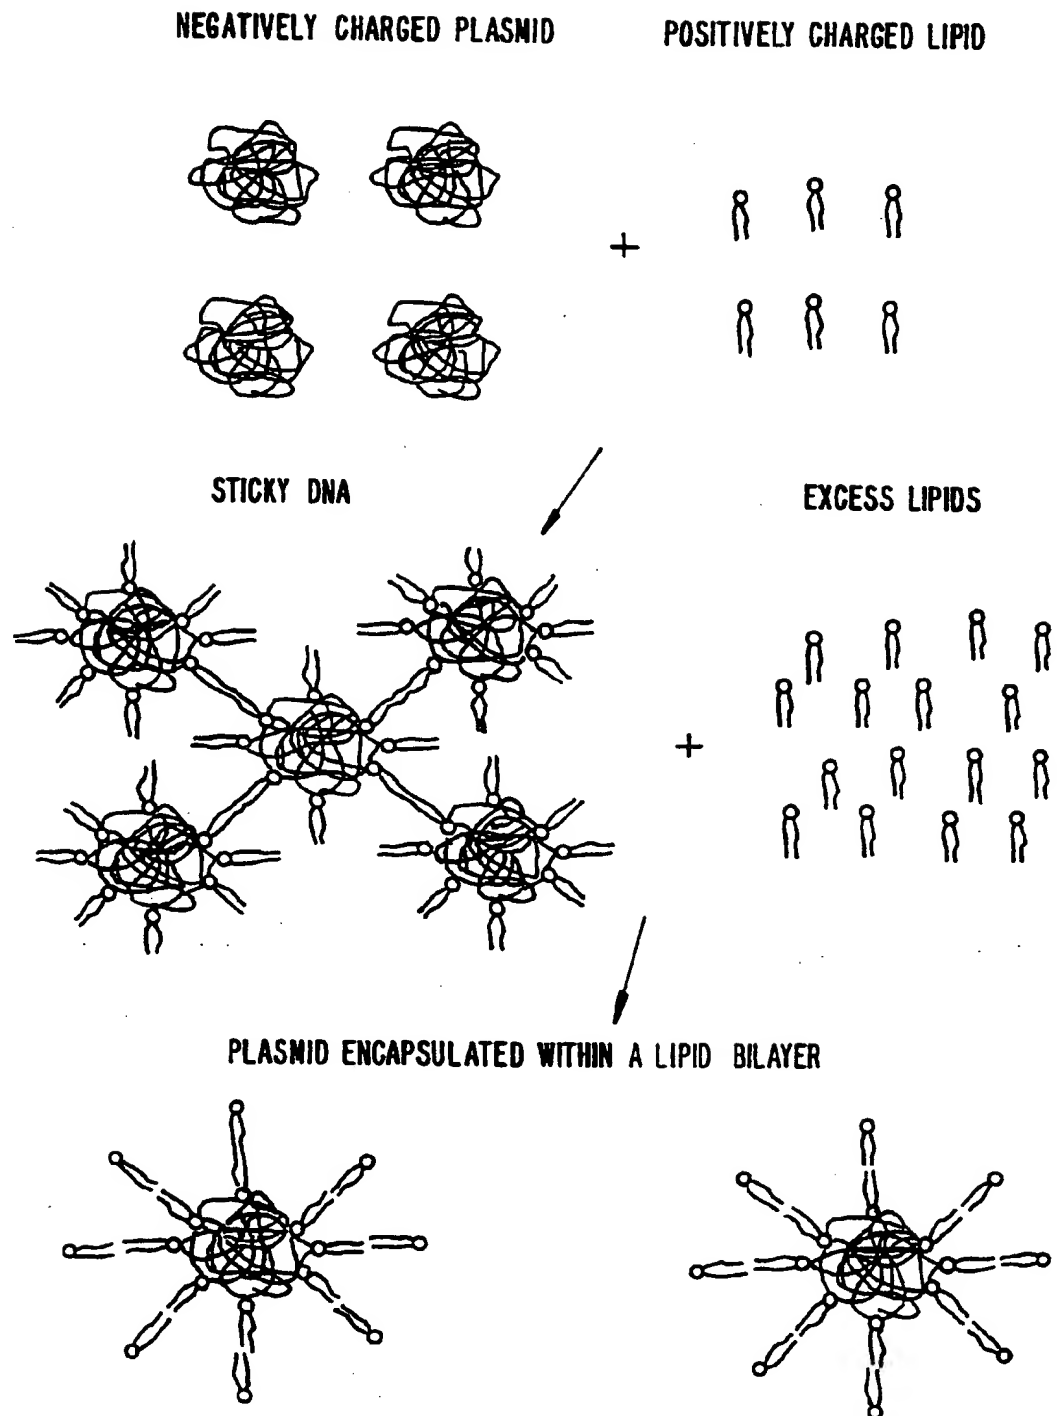 NEGATIVELY CHARGED PLASMID
POSITIVELY CHARGED LIPID
+
STICKY DNA
EXCESS LIPIDS
+
PLASMID ENCAPSULATED WITHIN A LIPID BILAYER